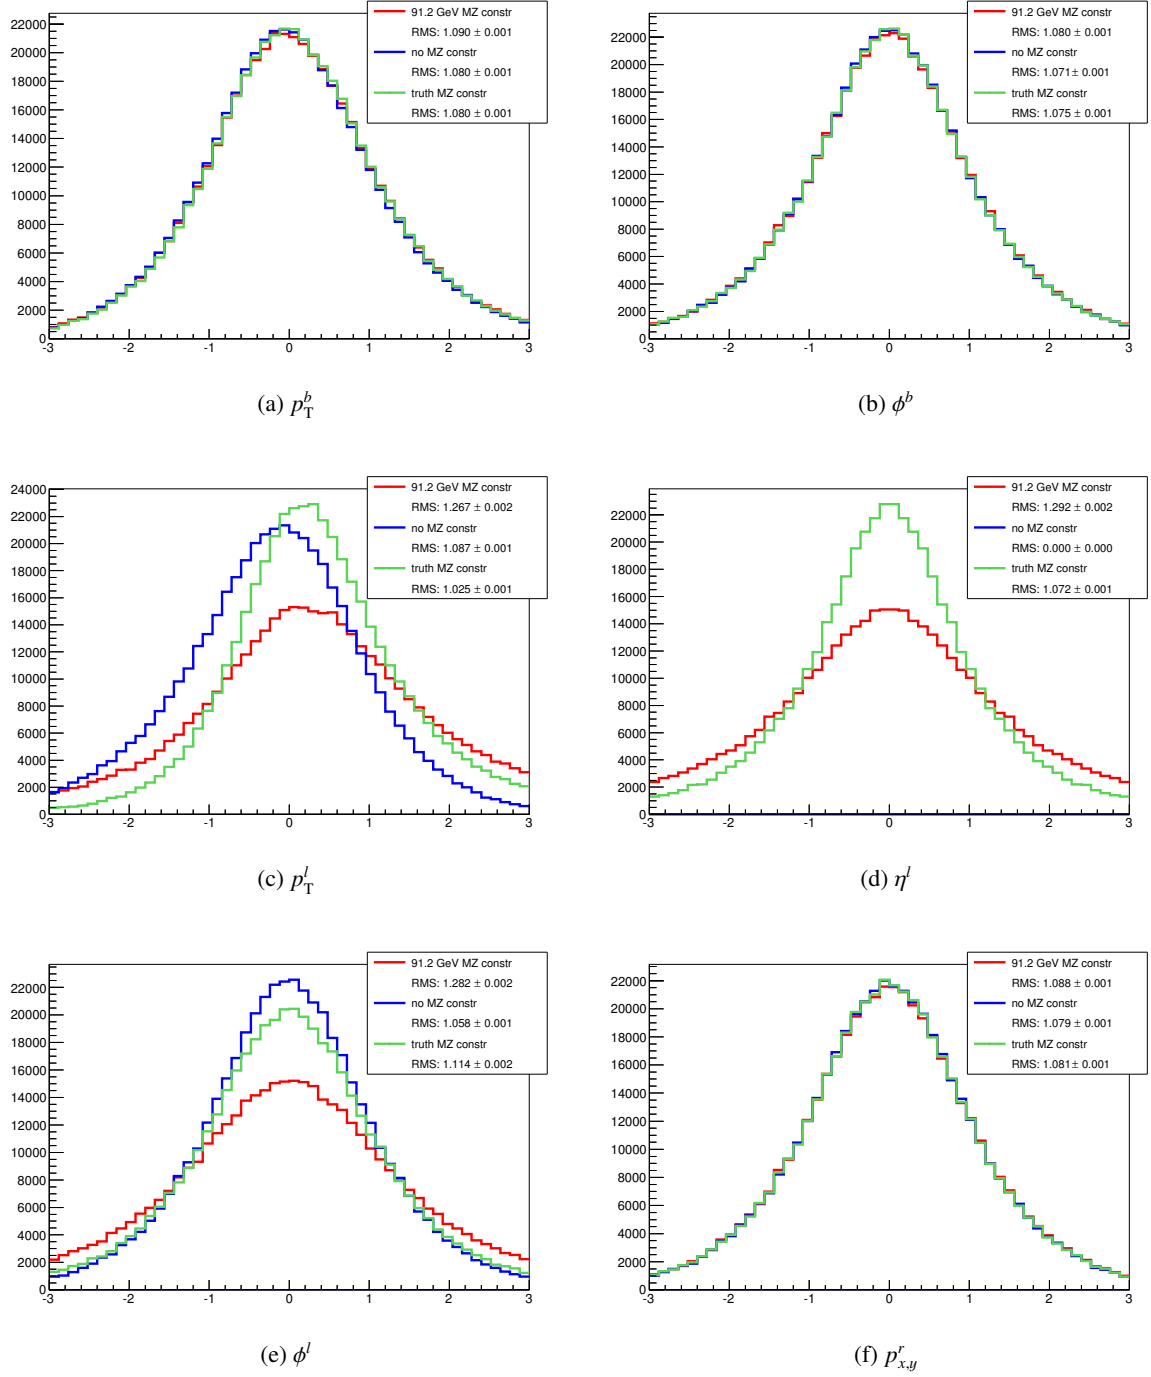 91.2 GeV MZ constr
RMS: 1.090 ± 0.001
no MZ constr
RMS: 1.080 ± 0.001
truth MZ constr
RMS: 1.080 ± 0.001
22000
20000
18000
16000
14000
12000
10000
8000
6000
4000
2000
0
-3 -2 -1 0 1 2 3
(a) p_T^b
91.2 GeV MZ constr
RMS: 1.080 ± 0.001
no MZ constr
RMS: 1.071 ± 0.001
truth MZ constr
RMS: 1.075 ± 0.001
22000
20000
18000
16000
14000
12000
10000
8000
6000
4000
2000
0
-3 -2 -1 0 1 2 3
(b) ϕ^b
91.2 GeV MZ constr
RMS: 1.267 ± 0.002
no MZ constr
RMS: 1.087 ± 0.001
truth MZ constr
RMS: 1.025 ± 0.001
24000
22000
20000
18000
16000
14000
12000
10000
8000
6000
4000
2000
0
-3 -2 -1 0 1 2 3
(c) p_T^l
91.2 GeV MZ constr
RMS: 1.292 ± 0.002
no MZ constr
RMS: 0.000 ± 0.000
truth MZ constr
RMS: 1.072 ± 0.001
22000
20000
18000
16000
14000
12000
10000
8000
6000
4000
2000
0
-3 -2 -1 0 1 2 3
(d) η^l
91.2 GeV MZ constr
RMS: 1.282 ± 0.002
no MZ constr
RMS: 1.058 ± 0.001
truth MZ constr
RMS: 1.114 ± 0.002
22000
20000
18000
16000
14000
12000
10000
8000
6000
4000
2000
0
-3 -2 -1 0 1 2 3
(e) ϕ^l
91.2 GeV MZ constr
RMS: 1.088 ± 0.001
no MZ constr
RMS: 1.079 ± 0.001
truth MZ constr
RMS: 1.081 ± 0.001
22000
20000
18000
16000
14000
12000
10000
8000
6000
4000
2000
0
-3 -2 -1 0 1 2 3
(f) p_{x,y}^r